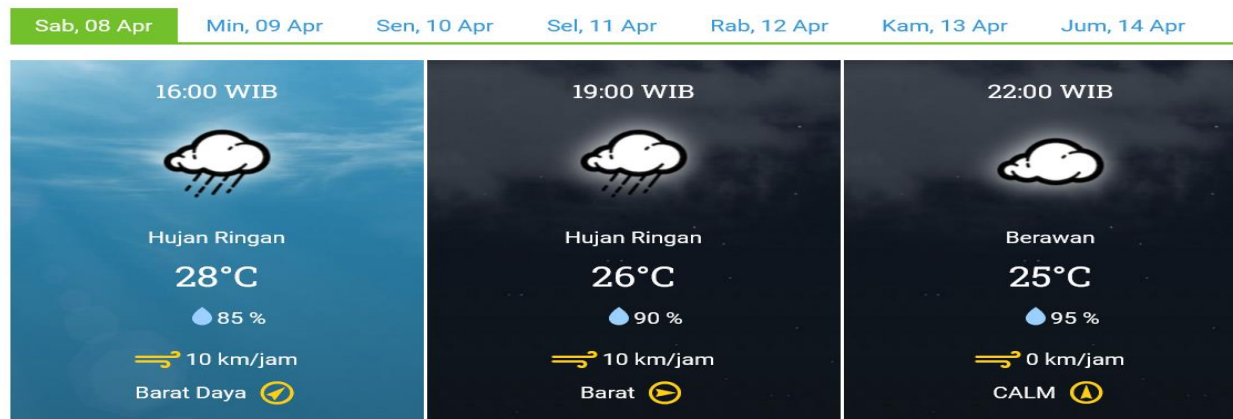 Sab, 08 Apr Min, 09 Apr Sen, 10 Apr Sel, 11 Apr Rab, 12 Apr Kam, 13 Apr Jum, 14 Apr
16:00 WIB
Hujan Ringan
28°C
85 %
10 km/jam
Barat Daya
19:00 WIB
Hujan Ringan
26°C
90 %
10 km/jam
Barat
22:00 WIB
Berawan
25°C
95 %
0 km/jam
CALM